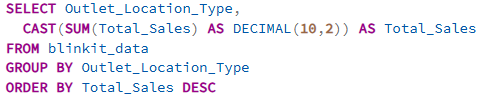 SELECT Outlet_Location_Type,
CAST(SUM(Total_Sales) AS DECIMAL(10,2)) AS Total_Sales
FROM blinkit_data
GROUP BY Outlet_Location_Type
ORDER BY Total_Sales DESC